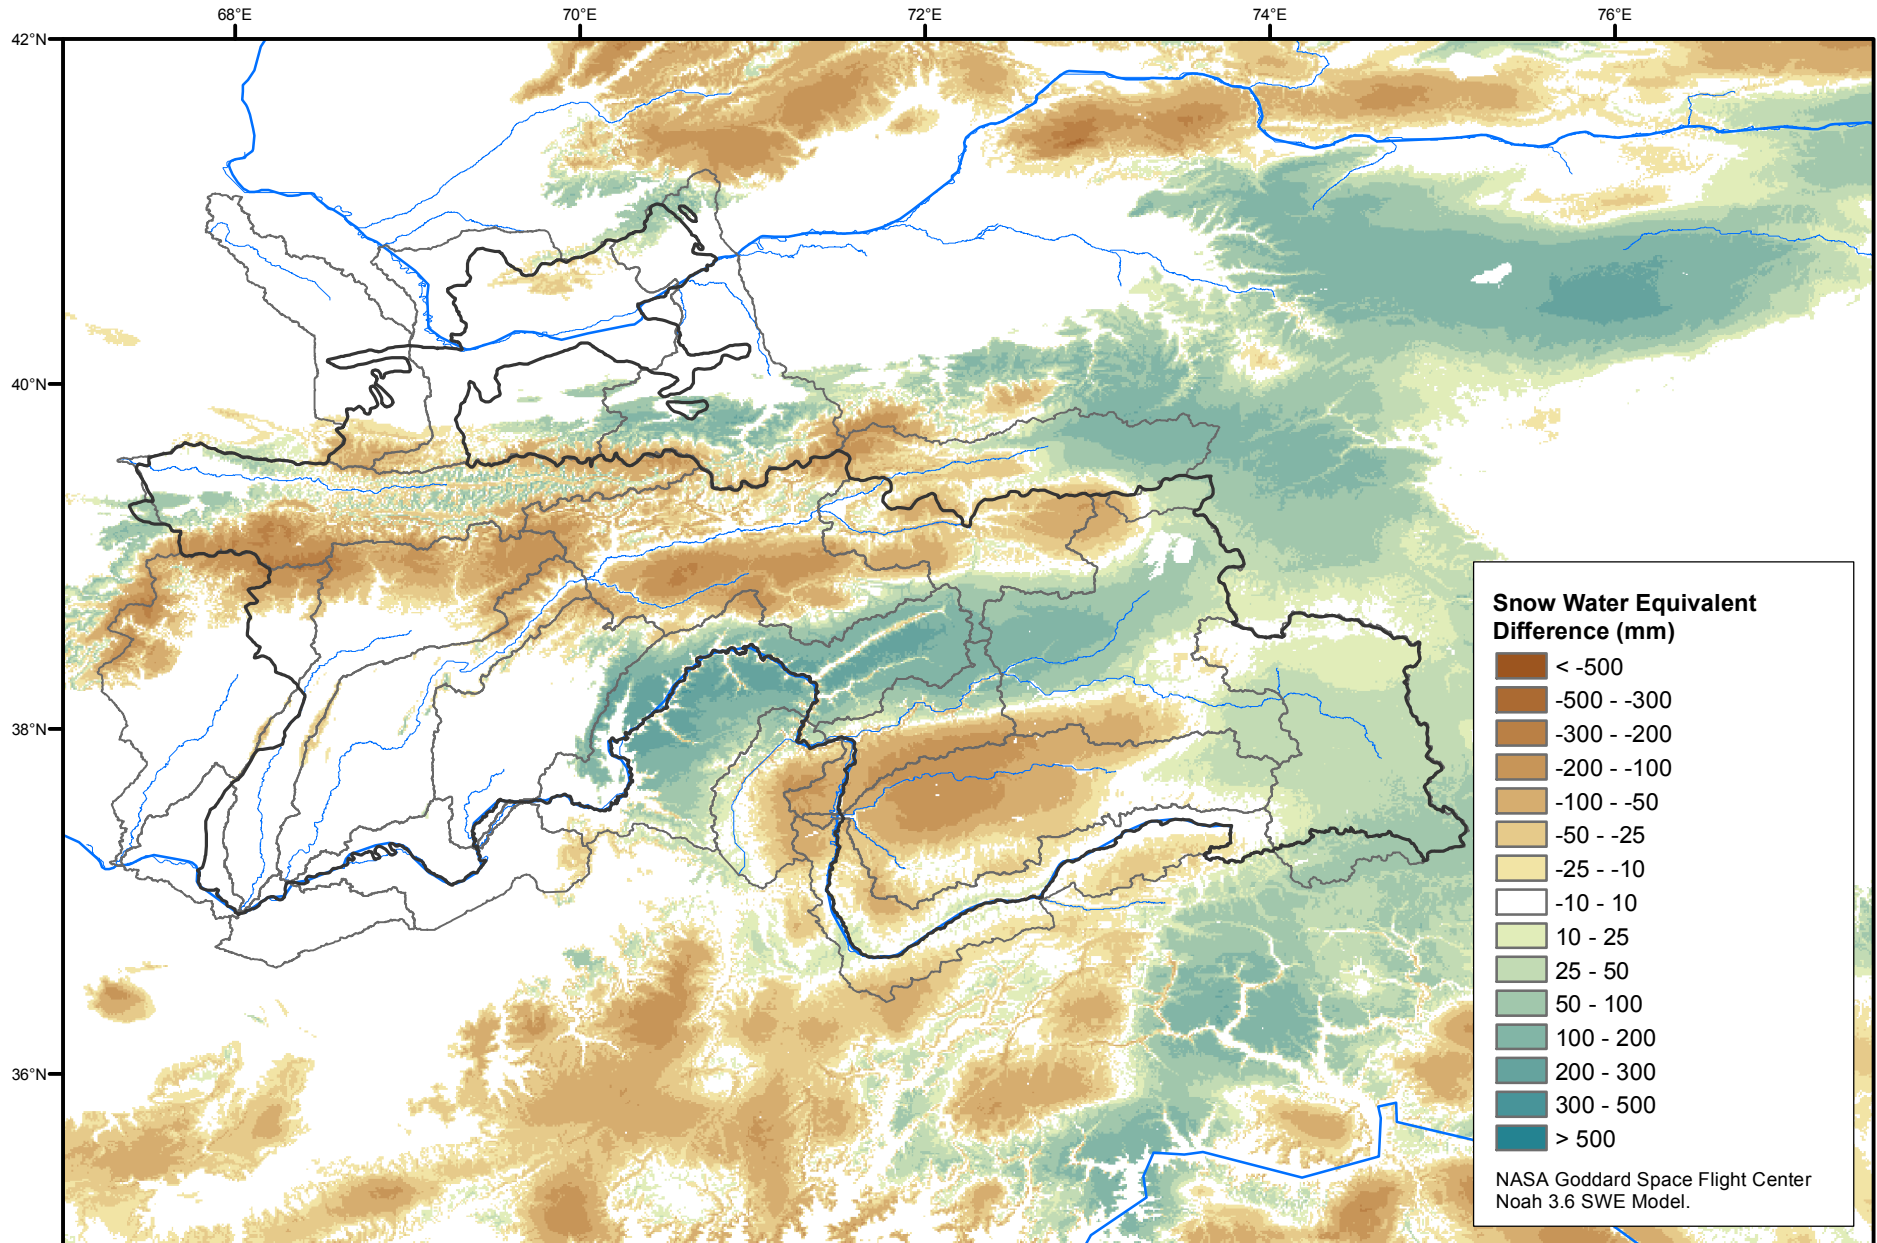 68°E
70°E
72°E
74°E
76°E
42°N
40°N
38°N
36°N
Snow Water Equivalent
Difference (mm)
< -500
-500 - -300
-300 - -200
-200 - -100
-100 - -50
-50 - -25
-25 - -10
-10 - 10
10 - 25
25 - 50
50 - 100
100 - 200
200 - 300
300 - 500
> 500
NASA Goddard Space Flight Center
Noah 3.6 SWE Model.